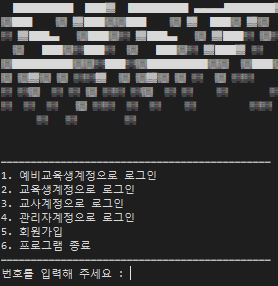 1. 예비교육생계정으로 로그인
2. 교육생계정으로 로그인
3. 교사계정으로 로그인
4. 관리자계정으로 로그인
5. 회원가입
6. 프로그램 종료
번호를 입력해 주세요 :